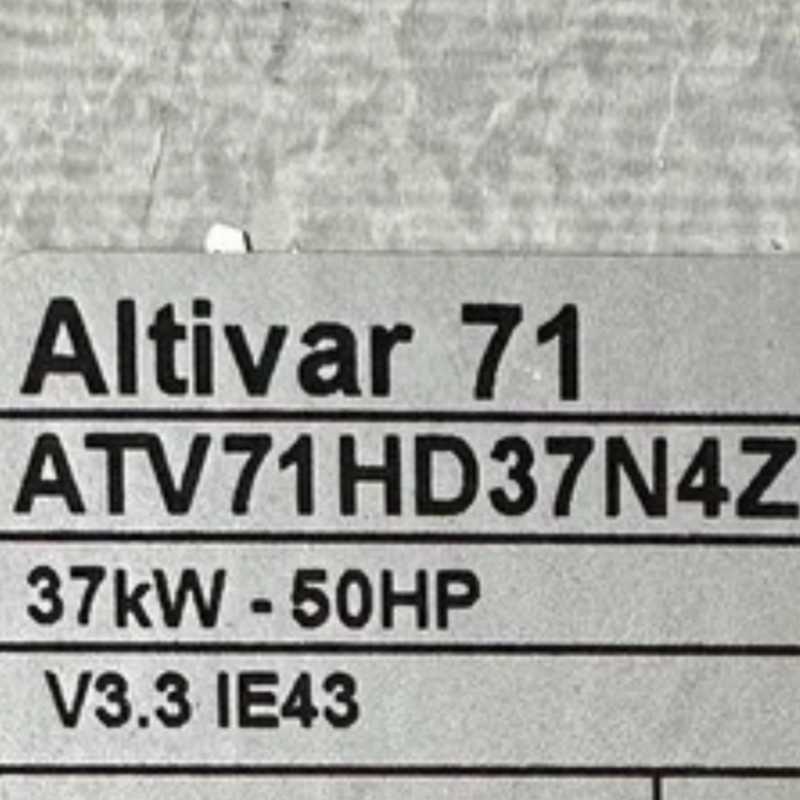 Altivar 71
ATV71HD37N4Z
37kW - 50HP
V3.3 IE43